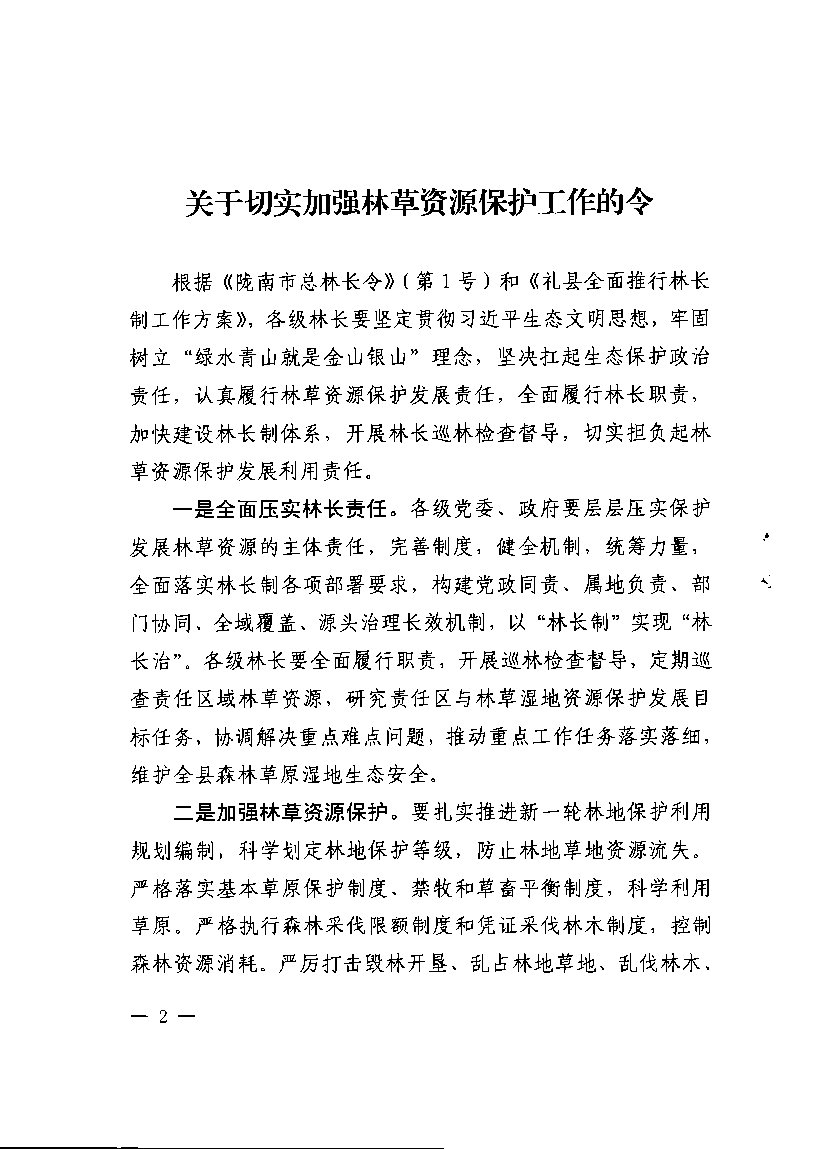 关于切实加强林草资源保护工作的令
根据《陇南市总林长令》（第1号）和《礼县全面推行林长
制工作方案》，各级林长要坚定贯彻习近平生态文明思想，牢固
树立“绿水青山就是金山银山”理念，坚决扛起生态保护政治
责任，认真履行林草资源保护发展责任，全面履行林长职责，
加快建设林长制体系，开展林长巡林检查督导，切实担负起林
草资源保护发展利用责任。
一是全面压实林长责任。各级党委、政府要层层压实保护
发展林草资源的主体责任，完善制度，健全机制，统筹力量，
全面落实林长制各项部署要求，构建党政同责、属地负责、部
门协同、全域覆盖、源头治理长效机制，以“林长制”实现“林
长治”。各级林长要全面履行职责，开展巡林检查督导，定期巡
查责任区域林草资源，研究责任区与林草湿地资源保护发展目
标任务，协调解决重点难点问题，推动重点工作任务落实落细，
维护全县森林草原湿地生态安全。
二是加强林草资源保护。要扎实推进新一轮林地保护利用
规划编制，科学划定林地保护等级，防止林地草地资源流失。
严格落实基本草原保护制度、禁牧和草畜平衡制度，科学利用
草原。严格执行森林采伐限额制度和凭证采伐林木制度，控制
森林资源消耗。严厉打击毁林开垦、乱占林地草地、乱伐林木、
— 2 —